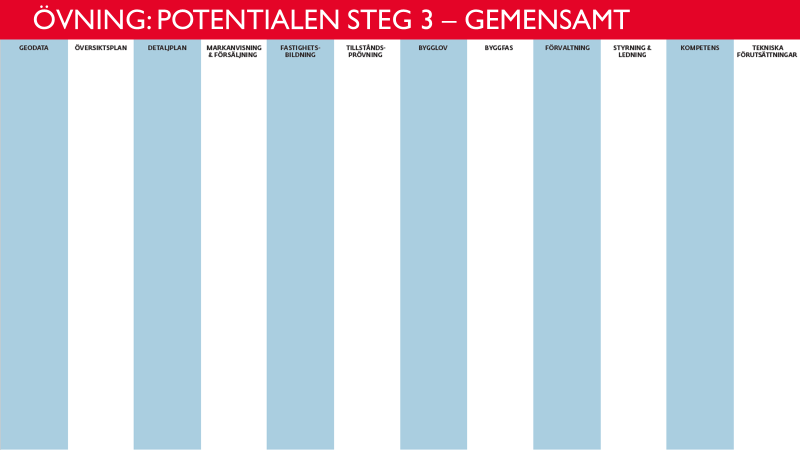 ÖVNING: POTENTIALEN STEG 3 – GEMENSAMT
GEODATA
ÖVERSIKTSPLAN
DETALJPLAN
MARKANVISNING
& FÖRSÄLJNING
FASTIGHETS-
BILDNING
TILLSTÅNDS-
PRÖVNING
BYGGLOV
BYGGFAS
FÖRVALTNING
STYRNING &
LEDNING
KOMPETENS
TEKNISKA
FÖRUTSÄTTNINGAR